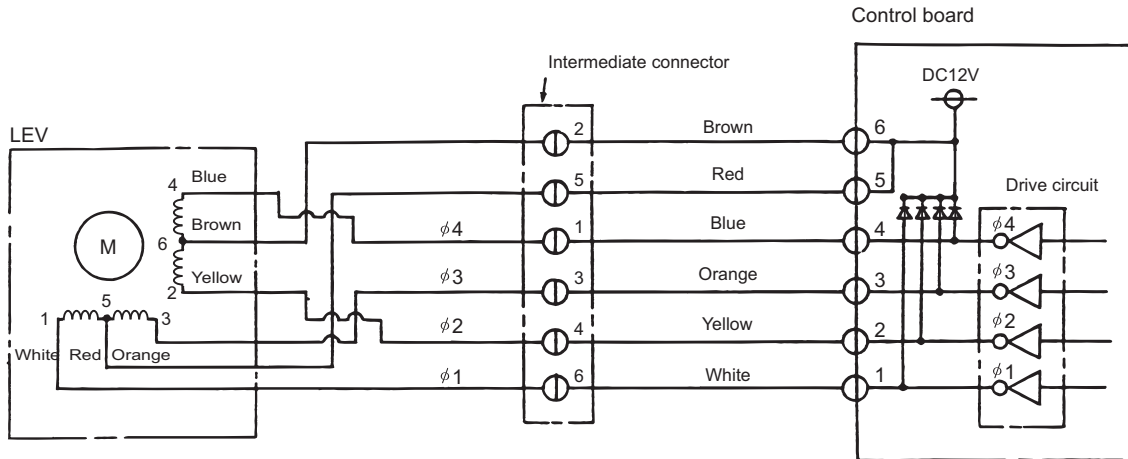 Control board
Intermediate connector
DC12V
LEV
2
Brown
6
5
Red
5
Drive circuit
4
Blue
Brown
6
Yellow
2
M
ϕ4
1
Blue
4
ϕ4
ϕ3
3
Orange
3
ϕ3
5
1
3
White
Red
Orange
ϕ2
4
Yellow
2
ϕ2
ϕ1
6
White
1
ϕ1